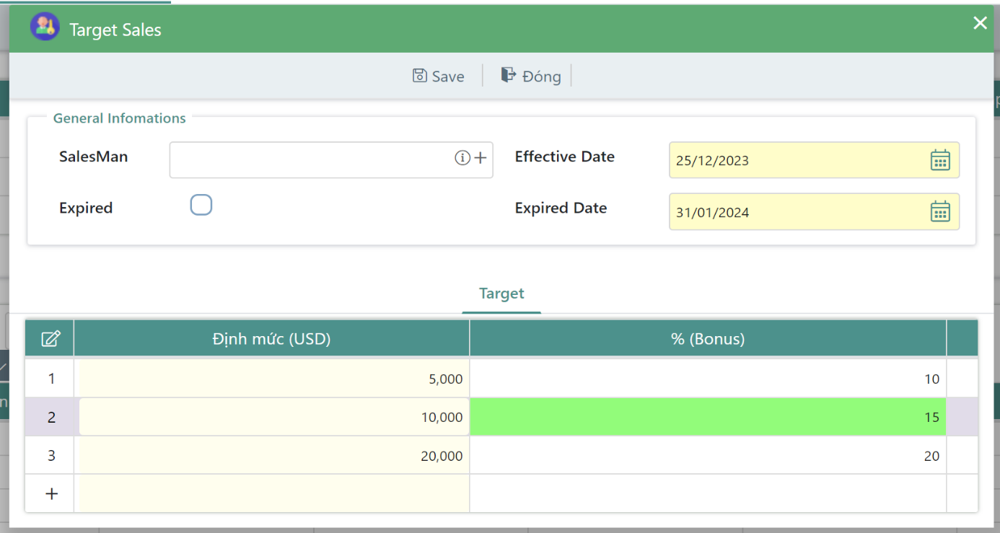 Target Sales
Save Đóng
General Infomations
SalesMan Effective Date 25/12/2023
Expired Expired Date 31/01/2024
Target
Định mức (USD) % (Bonus)
1 5,000 10
2 10,000 15
3 20,000 20
+